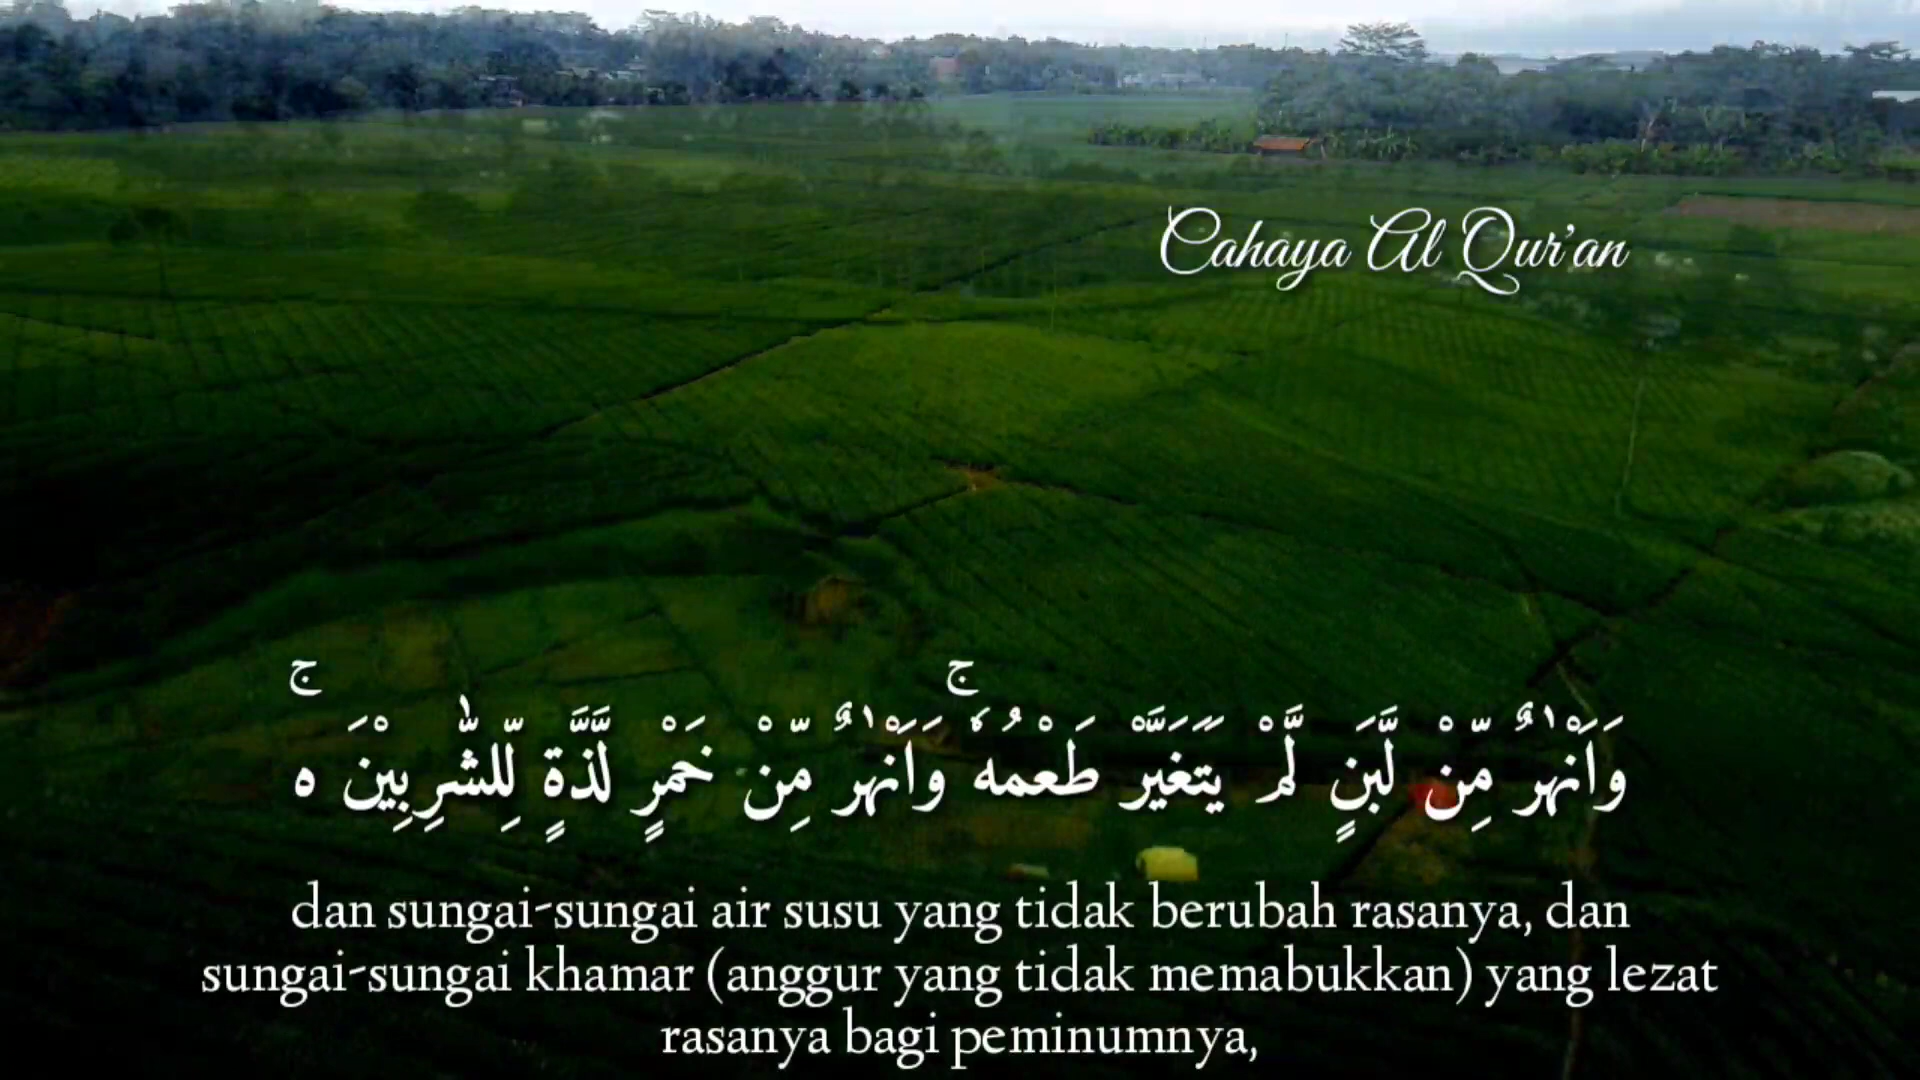 Cahaya Al Qur'an
وَاَنْهٰرٌ مِّنْ لَّبَنٍ لَّمْ يَتَغَيَّرْ طَعْمُهٗ ۚ وَاَنْهٰرٌ مِّنْ خَمْرٍ لَّذَّةٍ لِّلشّٰرِبِيْنَ ەۚ
dan sungai-sungai air susu yang tidak berubah rasanya, dan
sungai-sungai khamar (anggur yang tidak memabukkan) yang lezat
rasanya bagi peminumnya,